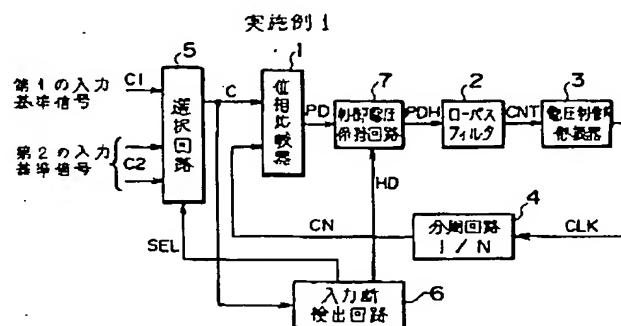 実施例1
5
1
7
2
3
第1の入力
基準信号
C1
選択回路
C
位相比較器
PD
制御電圧
保持回路
PDH
ローパス
フィルタ
CNT
電圧制御
発振器
第2の入力
基準信号
C2
HD
4
SEL
CN
分周回路
1/N
CLK
入力断
検出回路
6